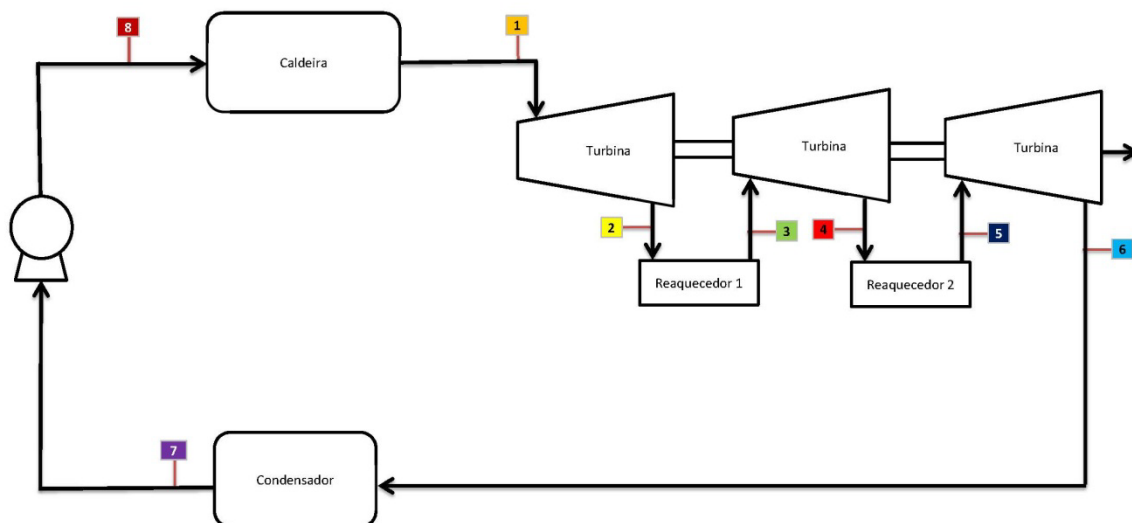 8
1
Caldeira
Turbina
Turbina
Turbina
2
3
4
5
6
Reaquecedor 1
Reaquecedor 2
7
Condensador